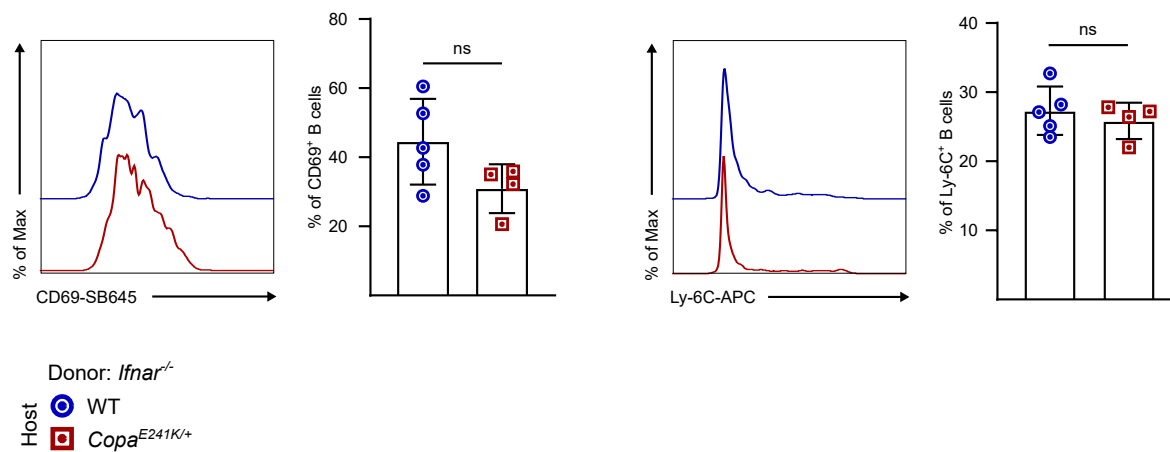 % of Max
CD69-SB645
% of CD69⁺ B cells
80
60
40
20
ns
% of Max
Ly-6C-APC
% of Ly-6C⁺ B cells
40
30
20
10
ns
Donor: Ifnar⁻/⁻
Host
WT
Copaᴱ²⁴¹ᴷ/⁺